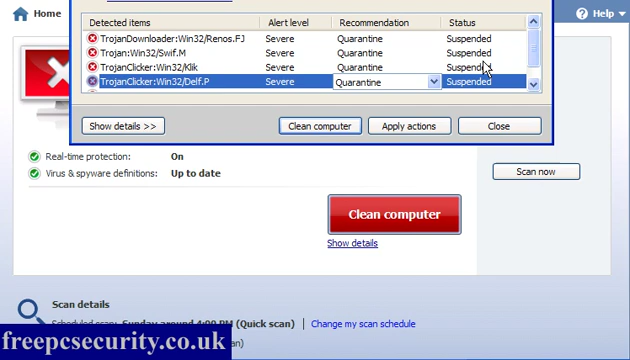 Home
Help
Detected items Alert level Recommendation Status
TrojanDownloader:Win32/Renos.FJ Severe Quarantine Suspended
Trojan:Win32/Swif.M Severe Quarantine Suspended
TrojanClicker:Win32/Klik Severe Quarantine Suspended
TrojanClicker:Win32/Delf.P Severe Quarantine Suspended
Show details >> Clean computer Apply actions Close
Real-time protection: On
Virus & spyware definitions: Up to date
Scan now
Clean computer
Show details
Scan details
Sunday around 4:00 PM (Quick scan) Change my scan schedule
freepcsecurity.co.uk